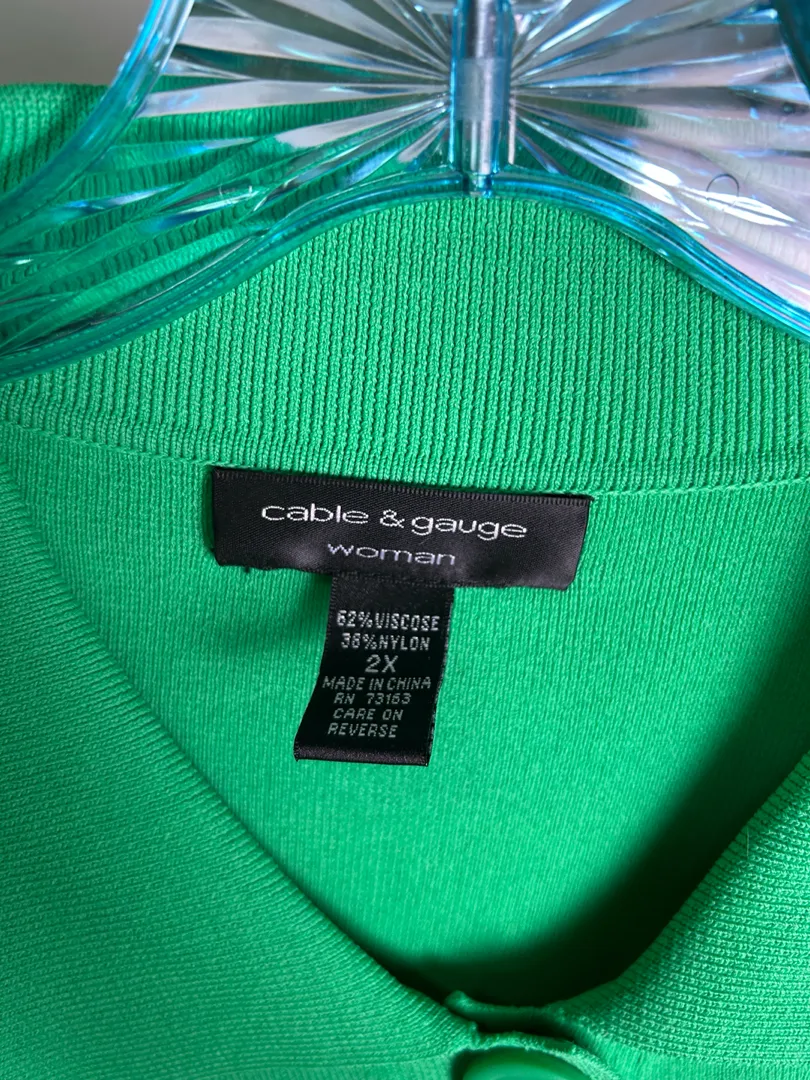 cable & gauge
woman
62%VISCOSE
38%NYLON
2X
MADE IN CHINA
RN 73163
CARE ON
REVERSE